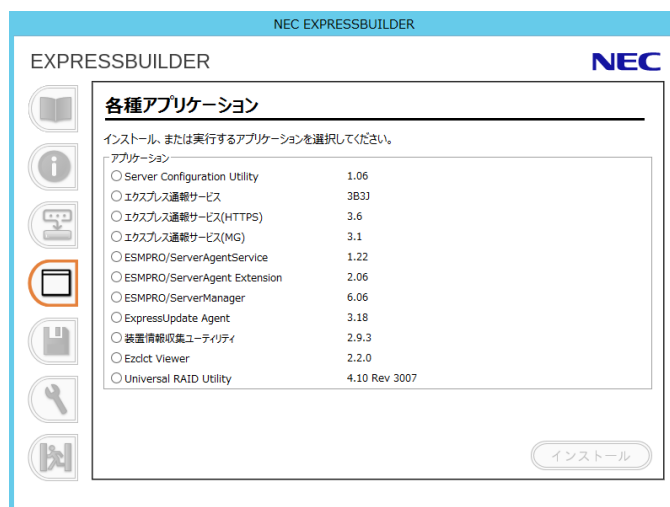 NEC EXPRESSBUILDER
EXPRESSBUILDER
NEC
各種アプリケーション
インストール、または実行するアプリケーションを選択してください。
アプリケーション
Server Configuration Utility 1.06
エクスプレス通報サービス 3B3J
エクスプレス通報サービス(HTTPS) 3.6
エクスプレス通報サービス(MG) 3.1
ESMPRO/ServerAgentService 1.22
ESMPRO/ServerAgent Extension 2.06
ESMPRO/ServerManager 6.06
ExpressUpdate Agent 3.18
装置情報収集ユーティリティ 2.9.3
Ezclct Viewer 2.2.0
Universal RAID Utility 4.10 Rev 3007
インストール